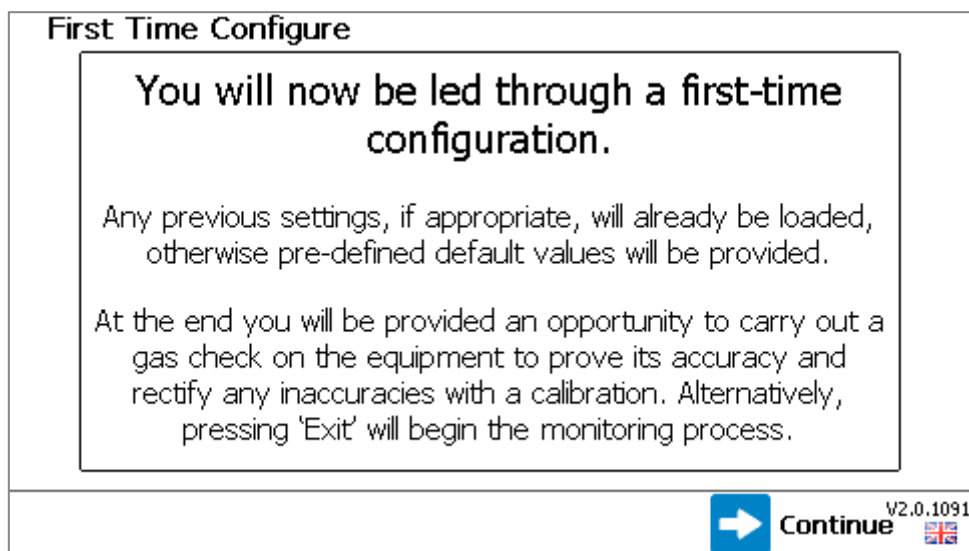 First Time Configure
You will now be led through a first-time
configuration.
Any previous settings, if appropriate, will already be loaded,
otherwise pre-defined default values will be provided.
At the end you will be provided an opportunity to carry out a
gas check on the equipment to prove its accuracy and
rectify any inaccuracies with a calibration. Alternatively,
pressing 'Exit' will begin the monitoring process.
Continue
V2.0.1091